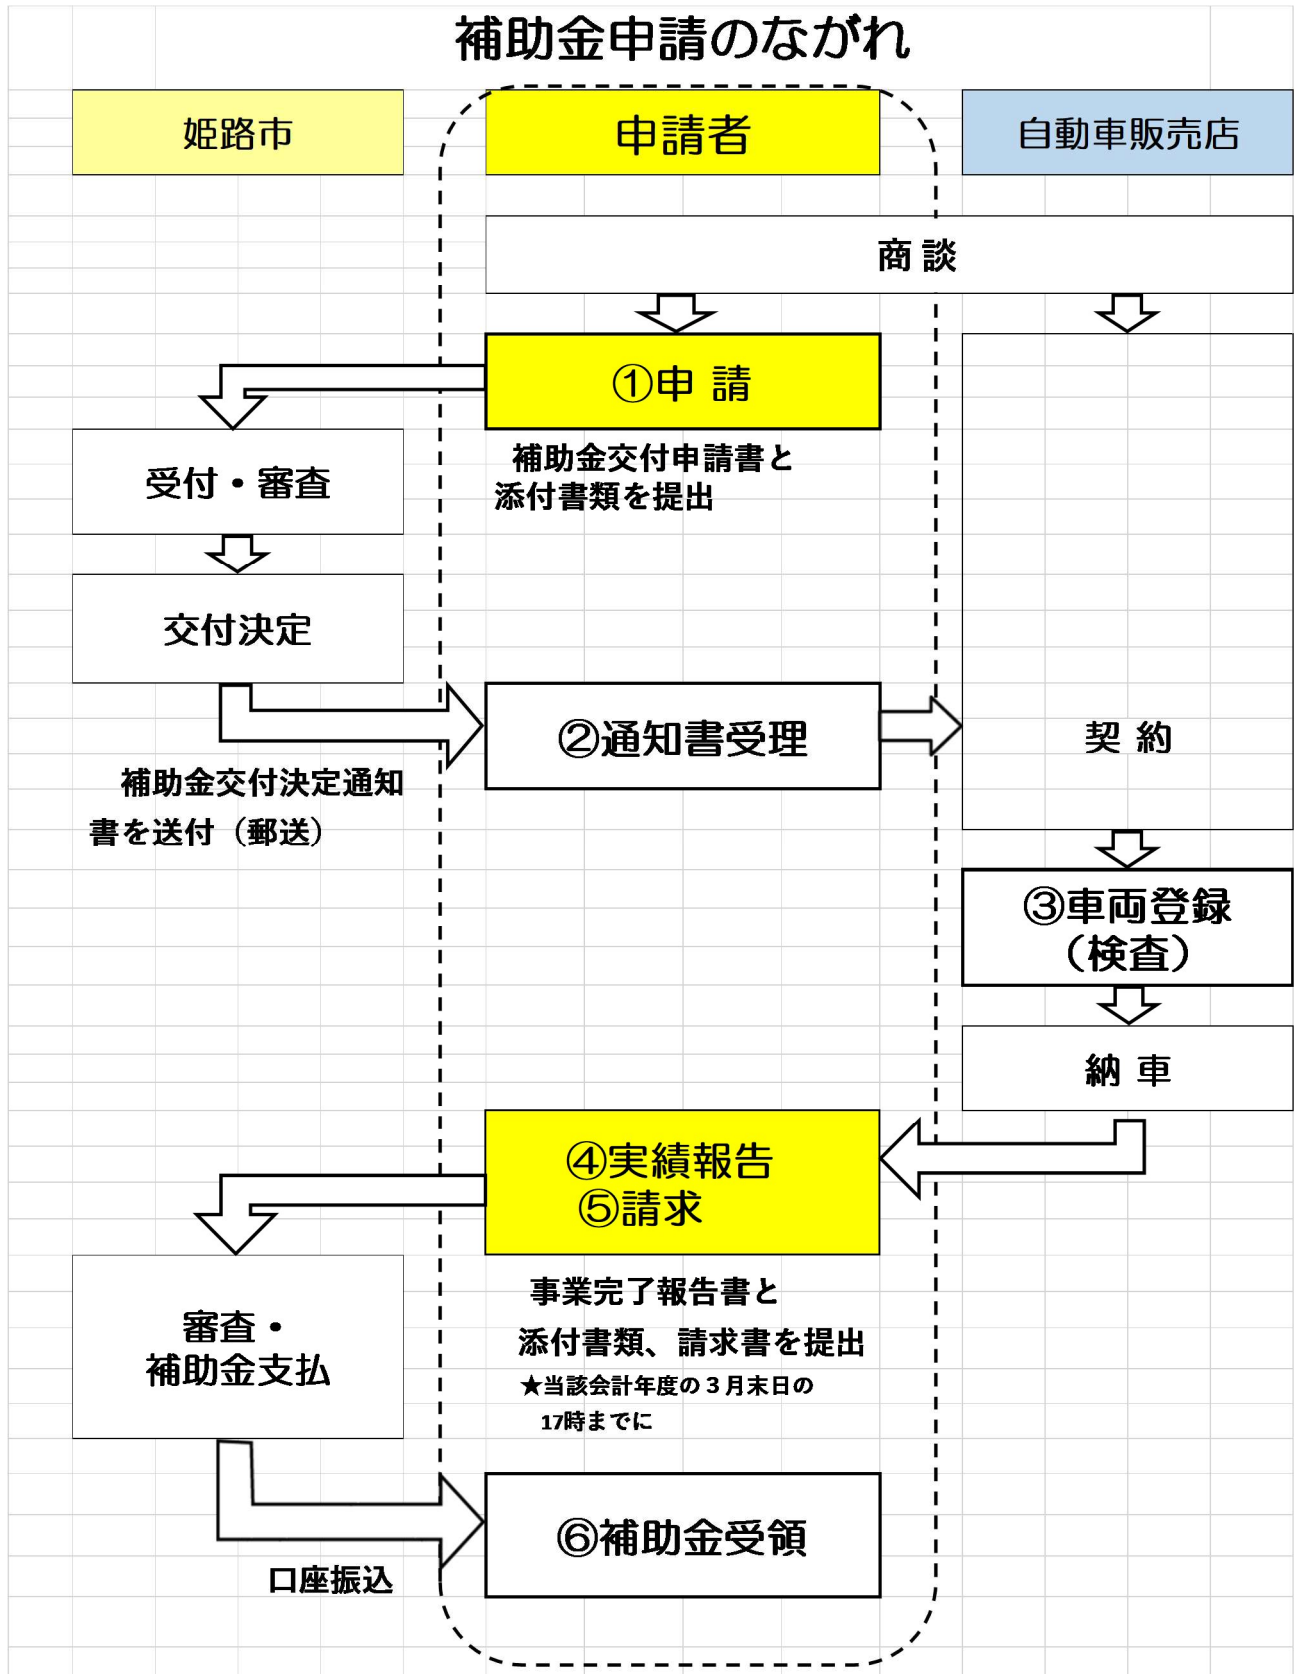 補助金申請のながれ
姫路市
申請者
自動車販売店
商 談
①申 請
補助金交付申請書と
添付書類を提出
受付・審査
交付決定
②通知書受理
契 約
補助金交付決定通知
書を送付（郵送）
③車両登録
（検査）
納 車
④実績報告
⑤請求
事業完了報告書と
添付書類、請求書を提出
★当該会計年度の３月末日の
17時までに
審査・
補助金支払
⑥補助金受領
口座振込